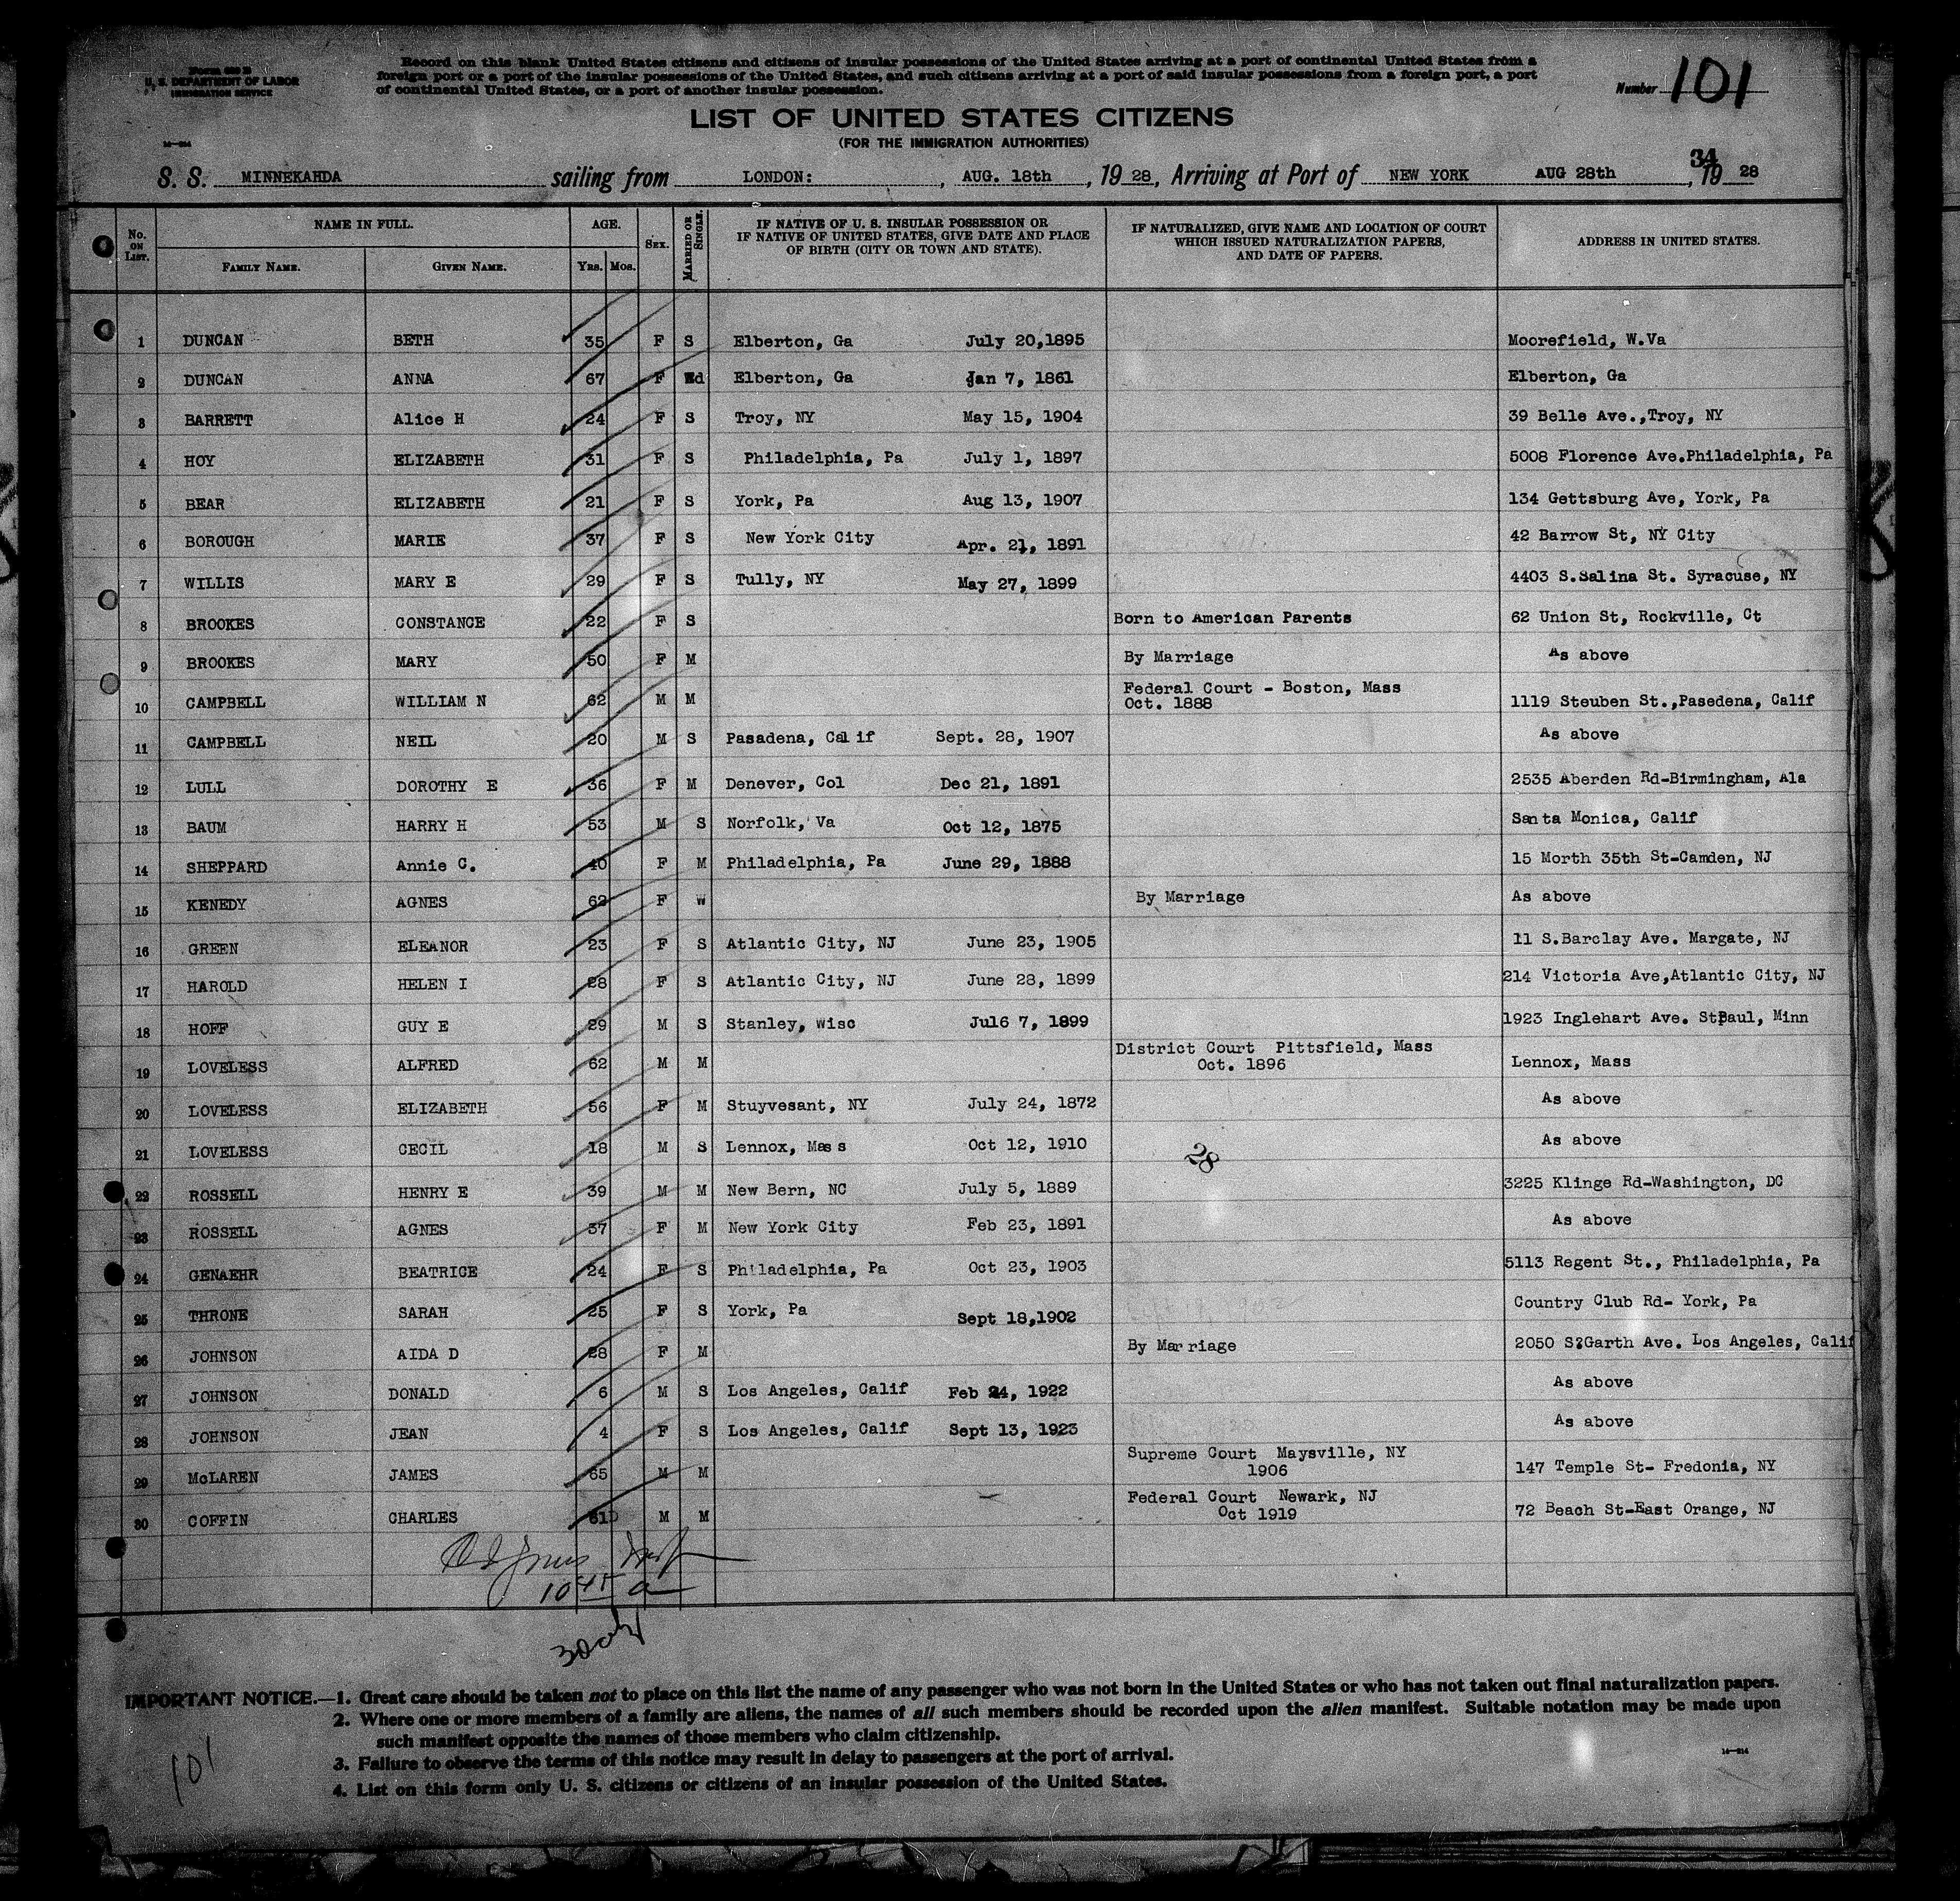 Form 630 B
U. S. DEPARTMENT OF LABOR
IMMIGRATION SERVICE
Record on this blank United States citizens and citizens of insular possessions of the United States arriving at a port of continental United States from a
foreign port or a port of the insular possessions of the United States, and such citizens arriving at a port of said insular possessions from a foreign port, a port
of continental United States, or a port of another insular possession.
Number 101
LIST OF UNITED STATES CITIZENS
(FOR THE IMMIGRATION AUTHORITIES)
14—214
34
S. S. MINNEKAHDA sailing from LONDON: , AUG. 18th , 19 28, Arriving at Port of NEW YORK AUG 28th , 19 28
No. ON LIST. NAME IN FULL. FAMILY NAME. GIVEN NAME. AGE. YRS. MOS. SEX. MARRIED OR SINGLE. IF NATIVE OF U. S. INSULAR POSSESSION OR IF NATIVE OF UNITED STATES, GIVE DATE AND PLACE OF BIRTH (CITY OR TOWN AND STATE). IF NATURALIZED, GIVE NAME AND LOCATION OF COURT WHICH ISSUED NATURALIZATION PAPERS, AND DATE OF PAPERS. ADDRESS IN UNITED STATES.
1 DUNCAN BETH 35 F S Elberton, Ga July 20,1895 Moorefield, W.Va
2 DUNCAN ANNA 67 F Wd Elberton, Ga Jan 7, 1861 Elberton, Ga
3 BARRETT Alice H 24 F S Troy, NY May 15, 1904 39 Belle Ave.,Troy, NY
4 HOY ELIZABETH 31 F S Philadelphia, Pa July 1, 1897 5008 Florence Ave.Philadelphia, Pa
5 BEAR ELIZABETH 21 F S York, Pa Aug 13, 1907 134 Gettsburg Ave, York, Pa
6 BOROUGH MARIE 37 F S New York City Apr. 21, 1891 42 Barrow St, NY City
7 WILLIS MARY E 29 F S Tully, NY May 27, 1899 4403 S.Salina St. Syracuse, NY
8 BROOKES CONSTANCE 22 F S Born to American Parents 62 Union St, Rockville, Ct
9 BROOKES MARY 50 F M By Marriage As above
10 CAMPBELL WILLIAM N 62 M M Federal Court - Boston, Mass Oct. 1888 1119 Steuben St.,Pasedena, Calif
11 CAMPBELL NEIL 20 M S Pasadena, Calif Sept. 28, 1907 As above
12 LULL DOROTHY E 36 F M Denever, Col Dec 21, 1891 2535 Aberden Rd-Birmingham, Ala
13 BAUM HARRY H 53 M S Norfolk, Va Oct 12, 1875 Santa Monica, Calif
14 SHEPPARD Annie C. 40 F M Philadelphia, Pa June 29, 1888 15 Morth 35th St-Camden, NJ
15 KENEDY AGNES 62 F W By Marriage As above
16 GREEN ELEANOR 23 F S Atlantic City, NJ June 23, 1905 11 S.Barclay Ave. Margate, NJ
17 HAROLD HELEN I 28 F S Atlantic City, NJ June 28, 1899 214 Victoria Ave,Atlantic City, NJ
18 HOFF GUY E 29 M S Stanley, Wisc Jul6 7, 1899 1923 Inglehart Ave. StPaul, Minn
19 LOVELESS ALFRED 62 M M District Court Pittsfield, Mass Oct. 1896 Lennox, Mass
20 LOVELESS ELIZABETH 56 F M Stuyvesant, NY July 24, 1872 As above
21 LOVELESS CECIL 18 M S Lennox, Mass Oct 12, 1910 As above
28
22 ROSSELL HENRY E 39 M M New Bern, NC July 5, 1889 3225 Klinge Rd-Washington, DC
23 ROSSELL AGNES 37 F M New York City Feb 23, 1891 As above
24 GENAEHR BEATRICE 24 F S Philadelphia, Pa Oct 23, 1903 5113 Regent St., Philadelphia, Pa
25 THRONE SARAH 25 F S York, Pa Sept 18,1902 Country Club Rd- York, Pa
26 JOHNSON AIDA D 28 F M By Marriage 2050 S?Garth Ave. Los Angeles, Calif
27 JOHNSON DONALD 6 M S Los Angeles, Calif Feb 24, 1922 As above
28 JOHNSON JEAN 4 F S Los Angeles, Calif Sept 13, 1923 As above
29 McLAREN JAMES 65 M M Supreme Court Maysville, NY 1906 147 Temple St- Fredonia, NY
30 COFFIN CHARLES 61 M M Federal Court Newark, NJ Oct 1919 72 Beach St-East Orange, NJ
1045 a
IMPORTANT NOTICE.—1. Great care should be taken not to place on this list the name of any passenger who was not born in the United States or who has not taken out final naturalization papers.
2. Where one or more members of a family are aliens, the names of all such members should be recorded upon the alien manifest. Suitable notation may be made upon
such manifest opposite the names of those members who claim citizenship.
3. Failure to observe the terms of this notice may result in delay to passengers at the port of arrival.
4. List on this form only U. S. citizens or citizens of an insular possession of the United States.
14—214
101